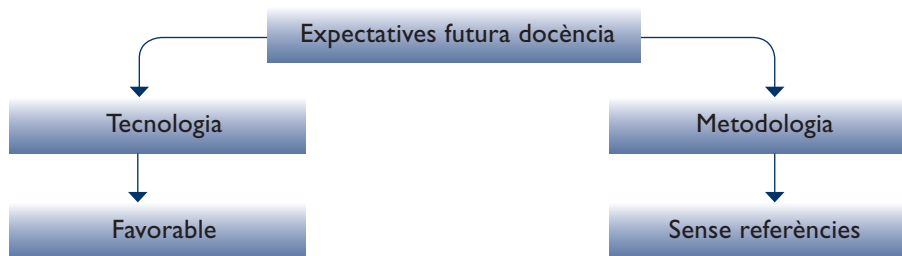 Expectatives futura docència
Tecnologia
Metodologia
Favorable
Sense referències